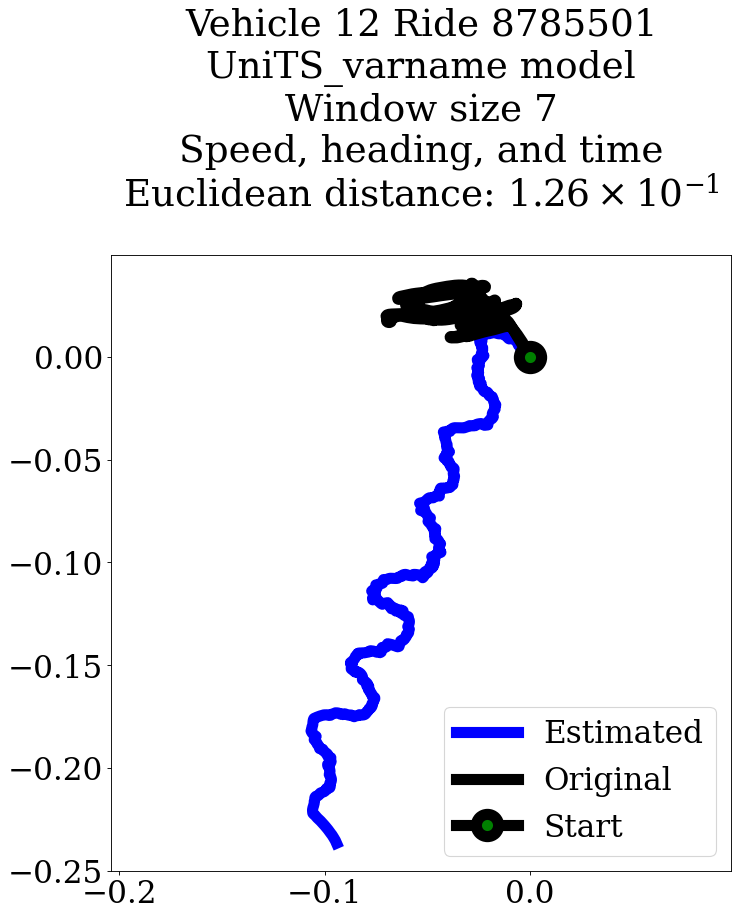 Vehicle 12 Ride 8785501
UniTS_varname model
Window size 7
Speed, heading, and time
Euclidean distance: 1.26 × 10⁻¹
0.00
−0.05
−0.10
−0.15
−0.20
−0.25
−0.2
−0.1
0.0
Estimated
Original
Start